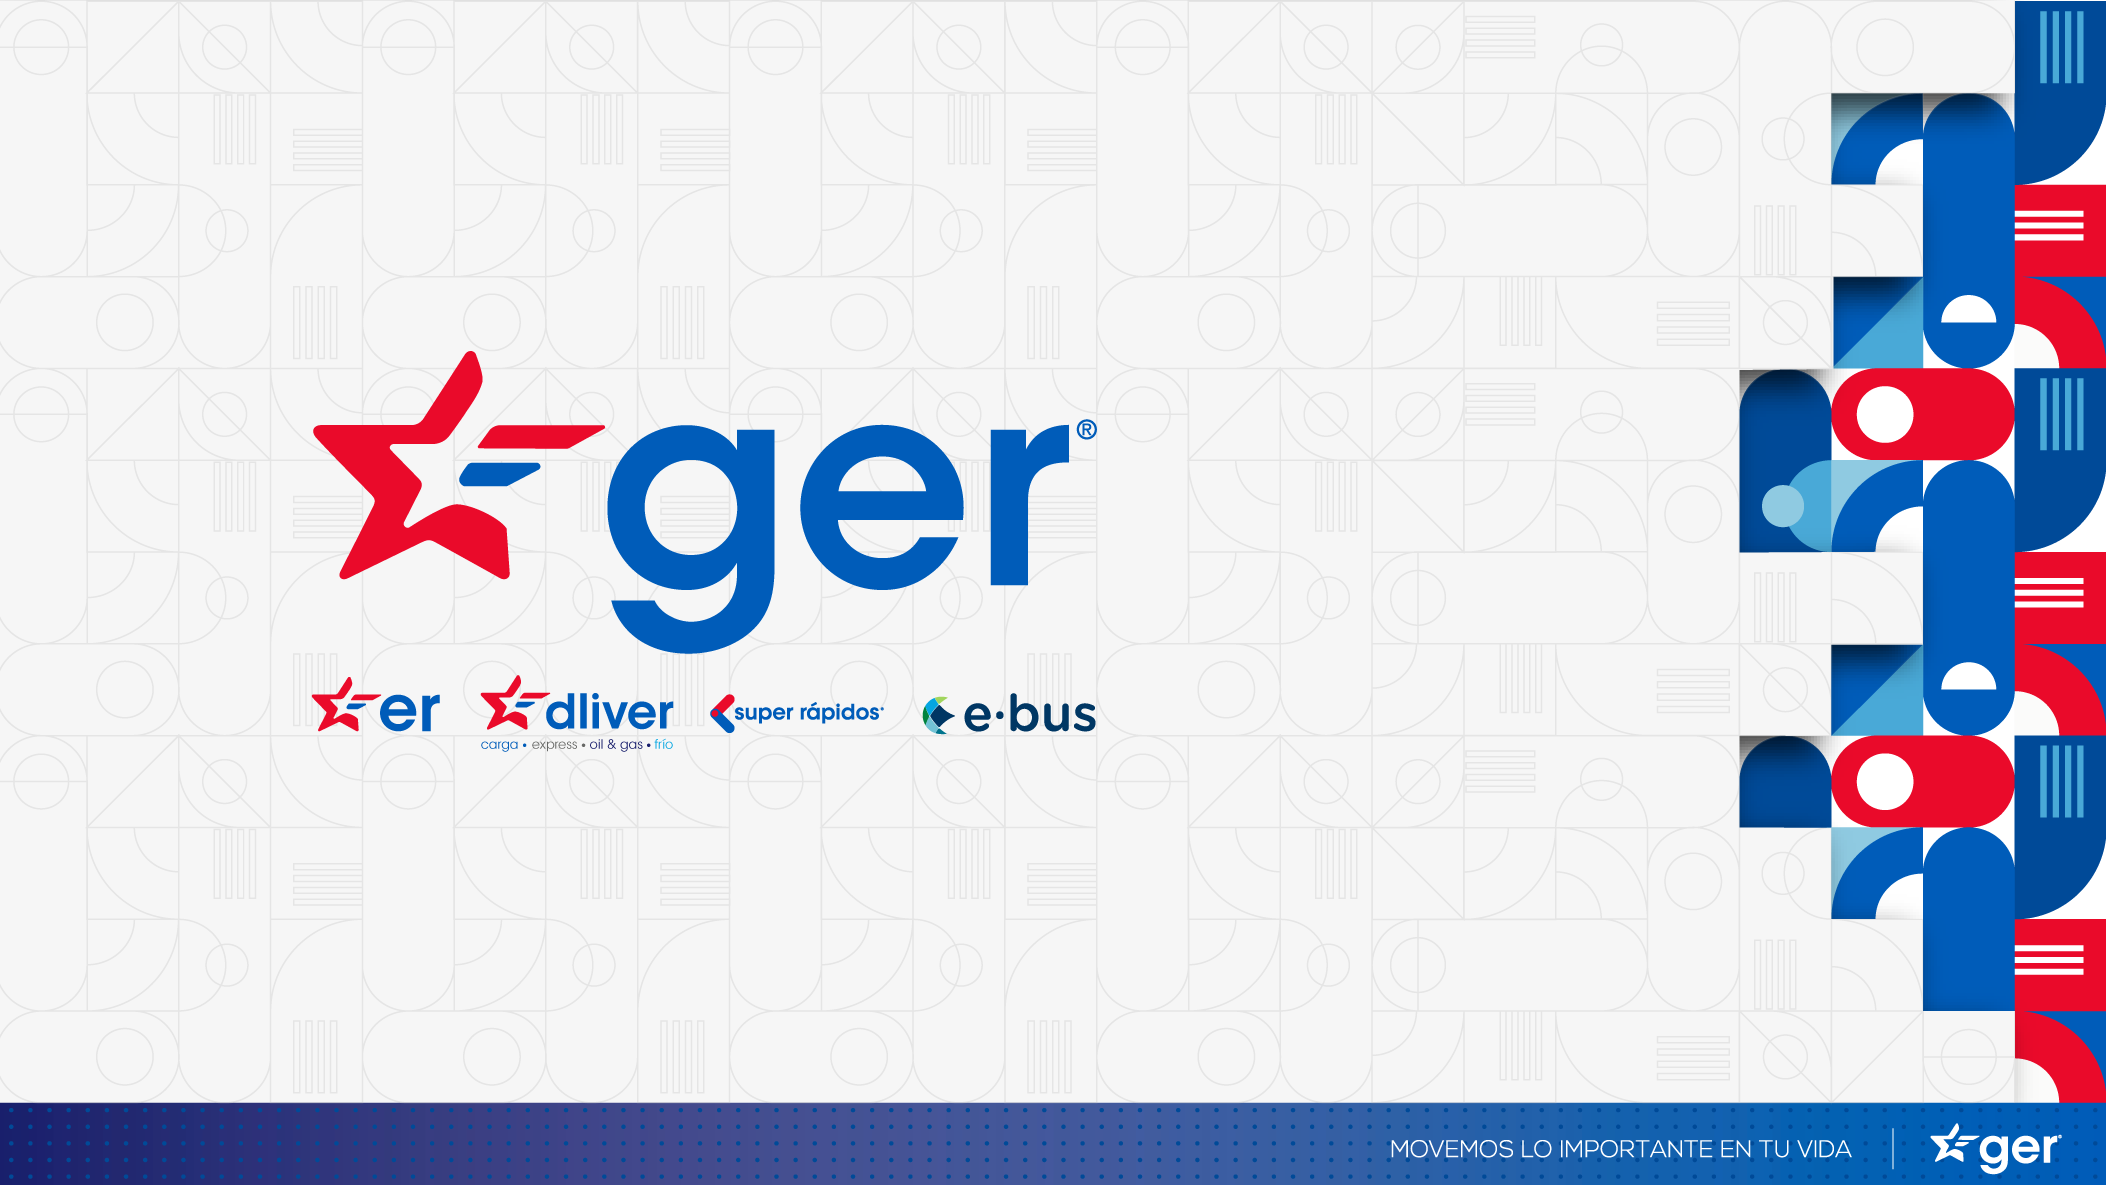 ger®
er
dliver
carga • express • oil & gas • frío
super rápidos
e·bus
MOVEMOS LO IMPORTANTE EN TU VIDA
ger